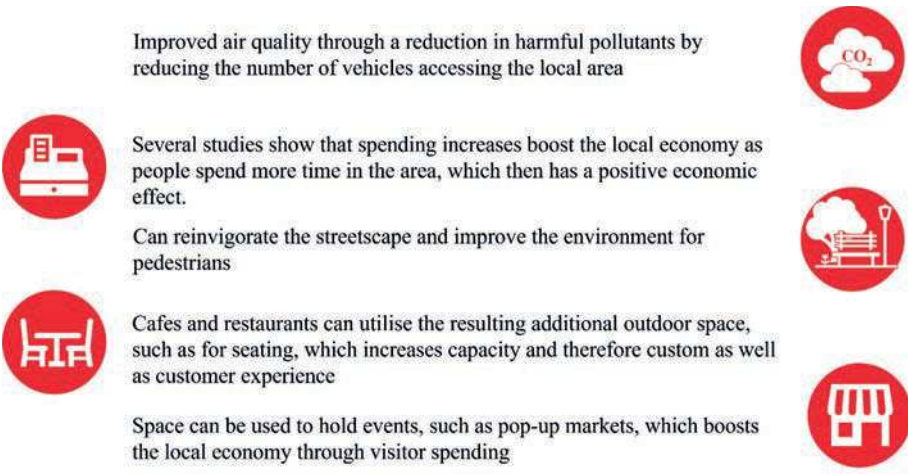 Improved air quality through a reduction in harmful pollutants by
reducing the number of vehicles accessing the local area
CO₂
Several studies show that spending increases boost the local economy as
people spend more time in the area, which then has a positive economic
effect.
Can reinvigorate the streetscape and improve the environment for
pedestrians
Cafes and restaurants can utilise the resulting additional outdoor space,
such as for seating, which increases capacity and therefore custom as well
as customer experience
Space can be used to hold events, such as pop-up markets, which boosts
the local economy through visitor spending